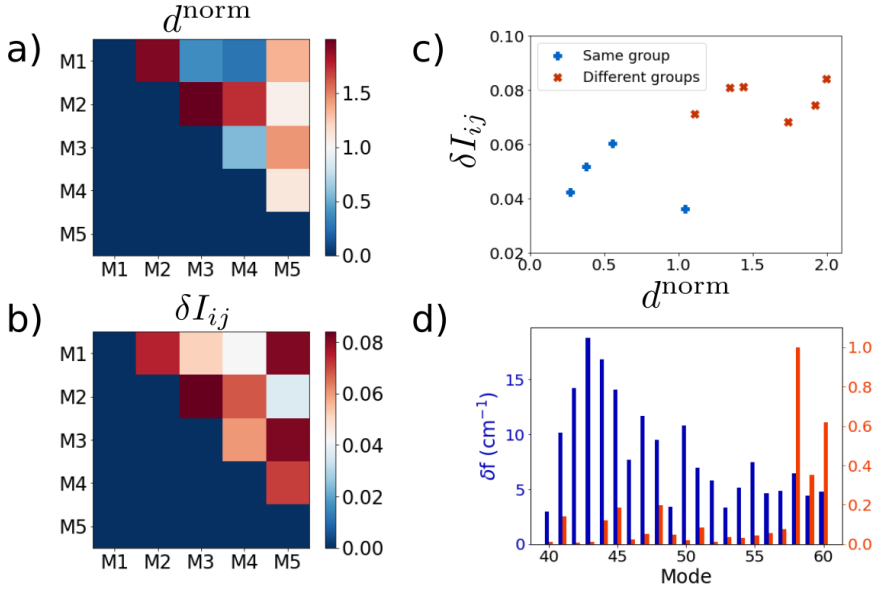 a)
d^norm
M1
M2
M3
M4
M5
M1 M2 M3 M4 M5
1.5
1.0
0.5
0.0
b)
δI_ij
M1
M2
M3
M4
M5
M1 M2 M3 M4 M5
0.08
0.06
0.04
0.02
0.00
c)
Same group
Different groups
δI_ij
0.10
0.08
0.06
0.04
0.02
0.0 0.5 1.0 1.5 2.0
d^norm
d)
δf (cm⁻¹)
15
10
5
0
40 45 50 55 60
Mode
1.0
0.8
0.6
0.4
0.2
0.0